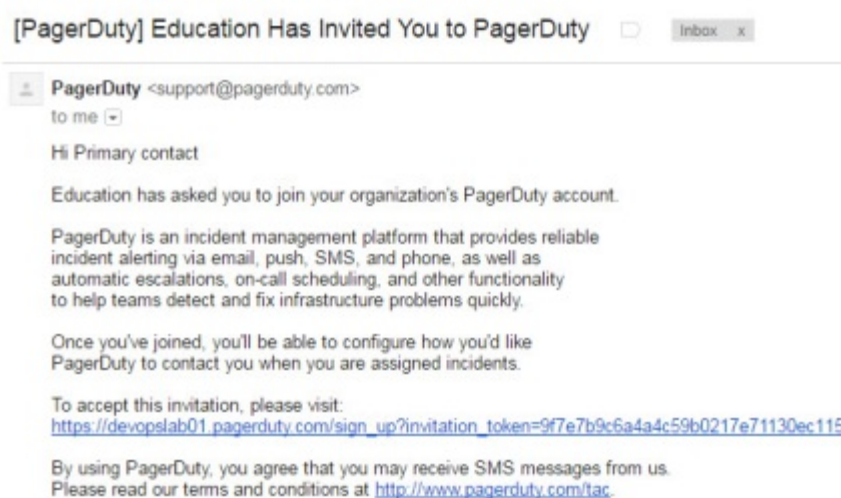 [PagerDuty] Education Has Invited You to PagerDuty Inbox x
PagerDuty <support@pagerduty.com>
to me
Hi Primary contact
Education has asked you to join your organization's PagerDuty account.
PagerDuty is an incident management platform that provides reliable
incident alerting via email, push, SMS, and phone, as well as
automatic escalations, on-call scheduling, and other functionality
to help teams detect and fix infrastructure problems quickly.
Once you've joined, you'll be able to configure how you'd like
PagerDuty to contact you when you are assigned incidents.
To accept this invitation, please visit:
https://devopslab01.pagerduty.com/sign_up?invitation_token=9f7e7b9c6a4a4c59b0217e71130ec115
By using PagerDuty, you agree that you may receive SMS messages from us.
Please read our terms and conditions at http://www.pagerduty.com/tac.